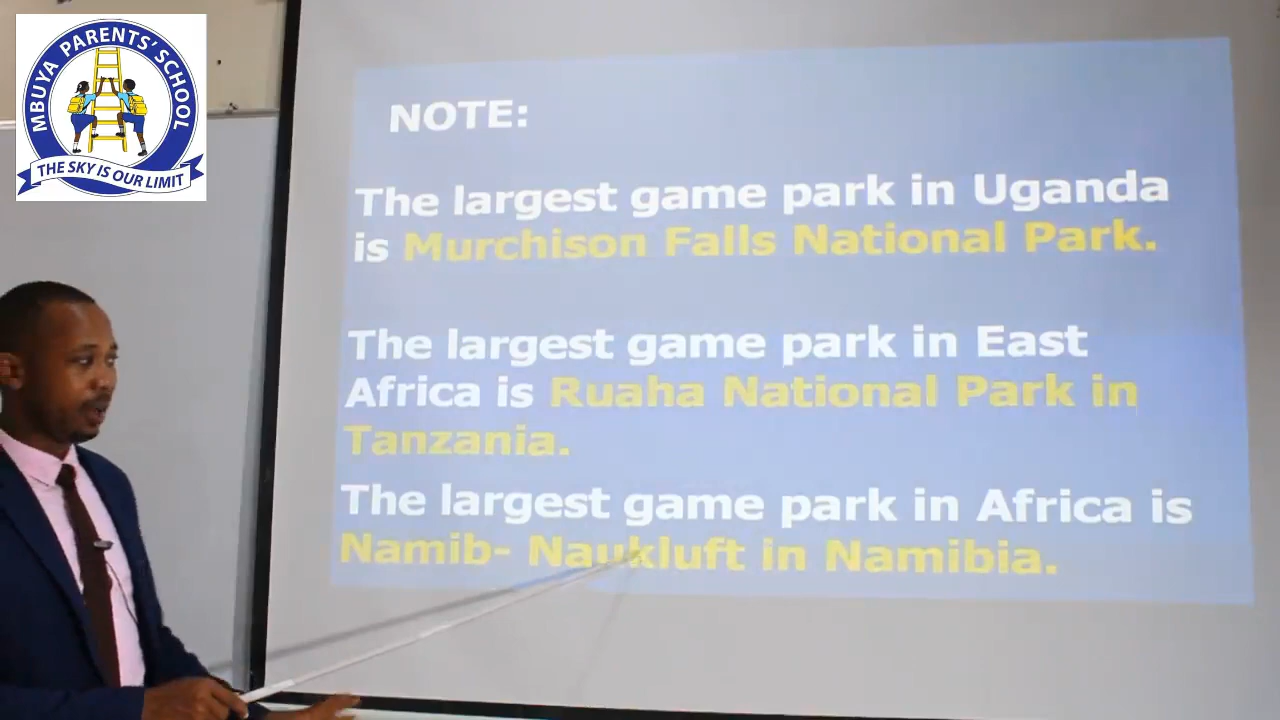 MBUYA PARENTS' SCHOOL
THE SKY IS OUR LIMIT
NOTE:
The largest game park in Uganda
is Murchison Falls National Park.
The largest game park in East
Africa is Ruaha National Park in
Tanzania.
The largest game park in Africa is
Namib- Naukluft in Namibia.